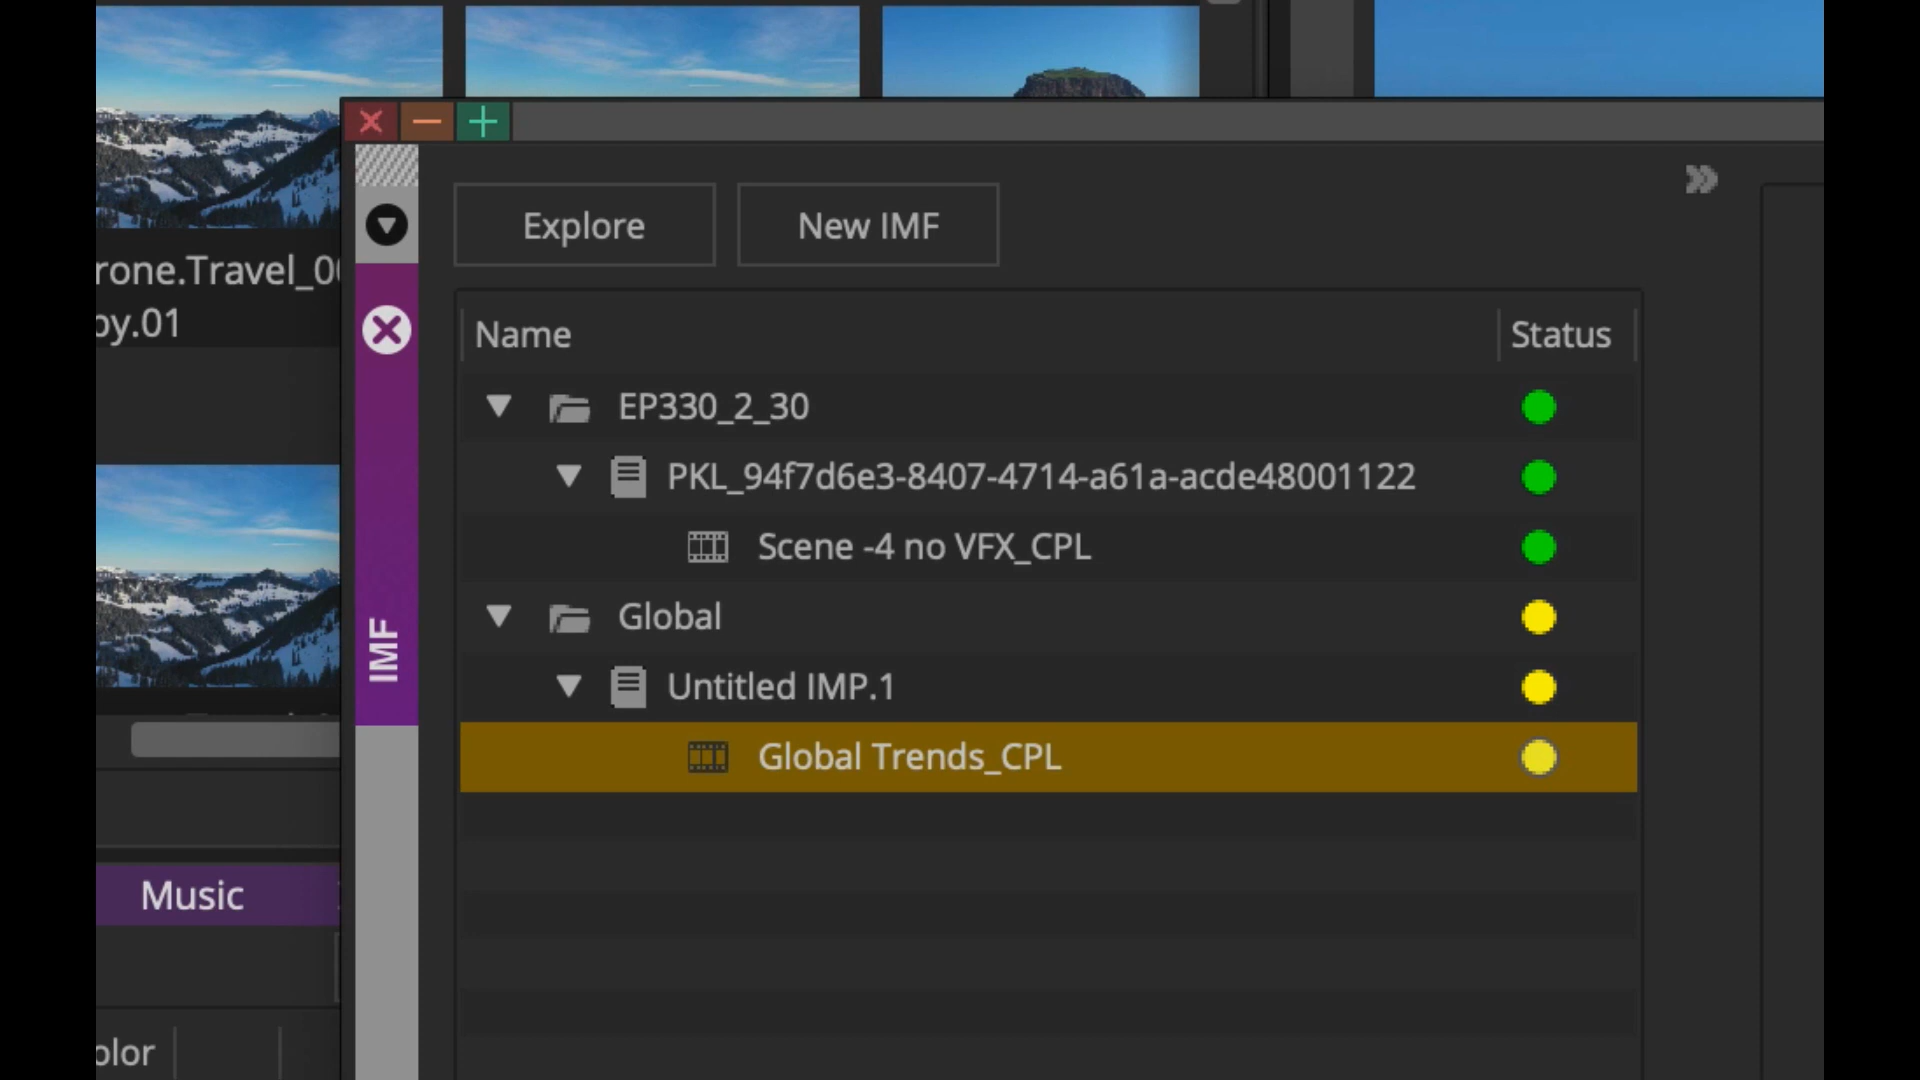 rone.Travel_0
py.01
Explore
New IMF
Name
Status
EP330_2_30
PKL_94f7d6e3-8407-4714-a61a-acde48001122
Scene -4 no VFX_CPL
Global
Untitled IMP.1
Global Trends_CPL
IMF
Music
olor